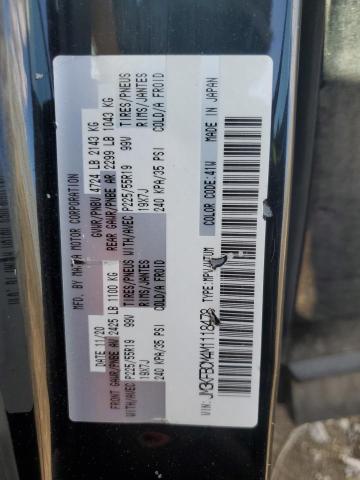 MFD. BY MAZDA MOTOR CORPORATION
DATE 11/20 GVWR/PNBV 4724 LB 2143 KG
FRONT GAWR/PNBE AV 2425 LB 1100 KG REAR GAWR/PNBE AR 2299 LB 1043 KG
WITH/AVEC P225/55R19 99V TIRES/PNEUS WITH/AVEC P225/55R19 99V TIRES/PNEUS
19X7J RIMS/JANTES 19X7J RIMS/JANTES
240 KPA/35 PSI COLD/A FROID 240 KPA/35 PSI COLD/A FROID
COLOR CODE:41W MADE IN JAPAN
VIN: TYPE: